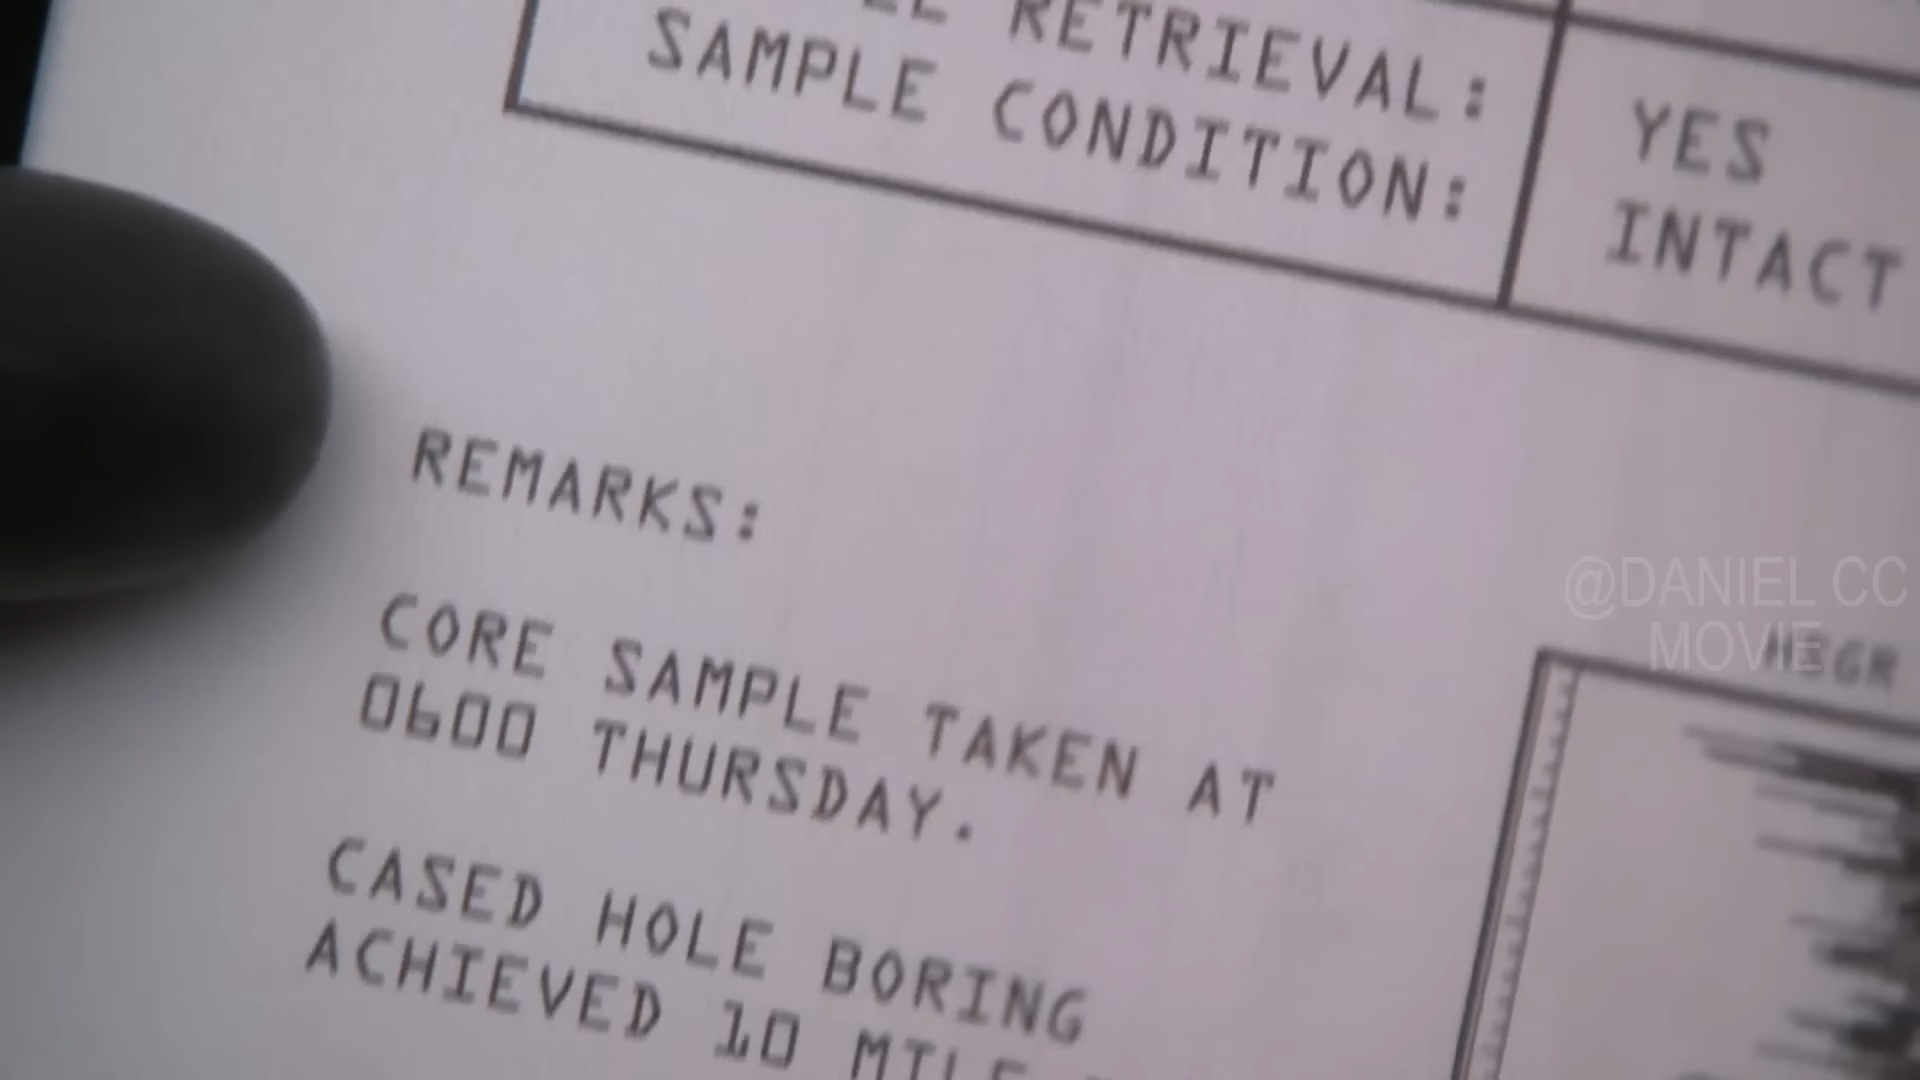 RETRIEVAL:
YES
SAMPLE CONDITION:
INTACT
REMARKS:
CORE SAMPLE TAKEN AT
0600 THURSDAY.
CASED HOLE BORING
ACHIEVED 10 MILE
@DANIEL CC
MOVIE